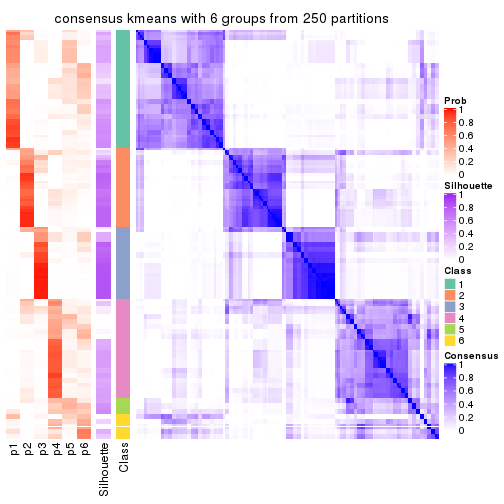 consensus kmeans with 6 groups from 250 partitions
Prob
1
0.8
0.6
0.4
0.2
0
Silhouette
1
0.8
0.6
0.4
0.2
0
Class
1
2
3
4
5
6
Consensus
1
0.8
0.6
0.4
0.2
0
p1
p2
p3
p4
p5
p6
Silhouette
Class